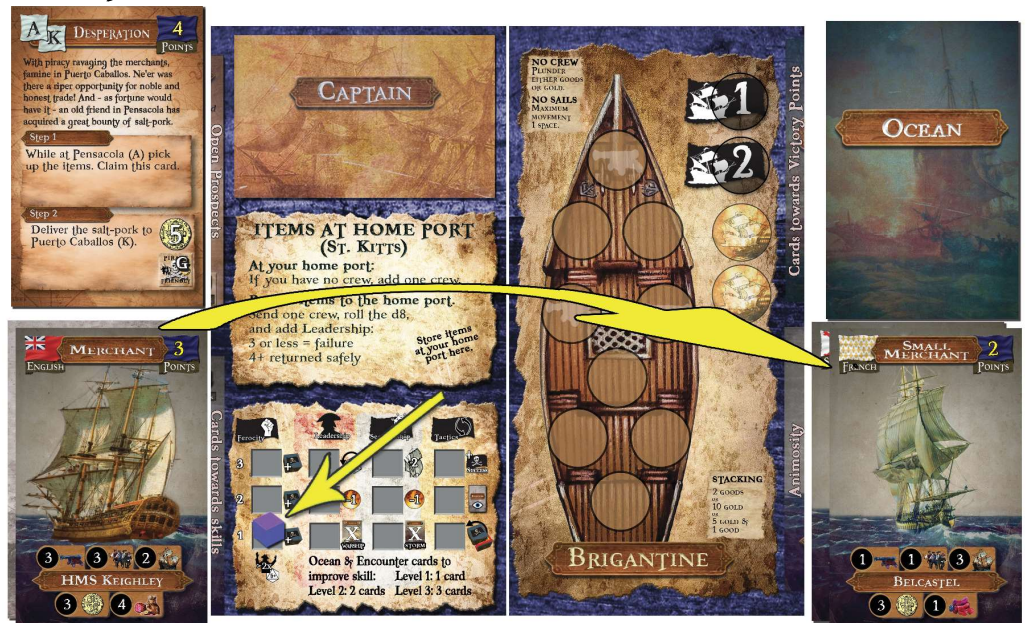 A K DESPERATION 4
POINTS
With piracy ravaging the merchants,
famine in Puerto Caballos. Ne'er was
there a riper opportunity for noble and
honest trade! And - as fortune would
have it - an old friend in Pensacola has
acquired a great bounty of salt-pork.
Step 1
While at Pensacola (A) pick
up the items. Claim this card.
Step 2
Deliver the salt-pork to
Puerto Caballos (K).
5
G
FRIENDLY
Open Prospects
CAPTAIN
ITEMS AT HOME PORT
(ST. KITTS)
At your home port:
If you have no crew, add one crew
items to the home port.
Send one crew, roll the d8,
and add Leadership:
3 or less = failure
4+ returned safely
Store items
at your home
port here.
NO CREW
PLUNDER
EITHER GOODS
OR GOLD.
NO SAILS
MAXIMUM
MOVEMENT
1 SPACE.
1
2
Cards towards Victory Points
OCEAN
MERCHANT 3
ENGLISH
POINTS
3 3 2
HMS KEIGHLEY
3 4
Cards towards skills
Ferocity
Leadership
Tactics
3
+
2
SUCCESS
2
+
-1
-1
1
+
X
WARSHIP
X
STORM
2x
Ocean & Encounter cards to
improve skill: Level 1: 1 card
Level 2: 2 cards Level 3: 3 cards
STACKING
2 GOODS
OR
10 GOLD
OR
5 GOLD &
1 GOOD
BRIGANTINE
Animosity
SMALL
MERCHANT 2
FRENCH
POINTS
1 1 3
BELCASTEL
3 1